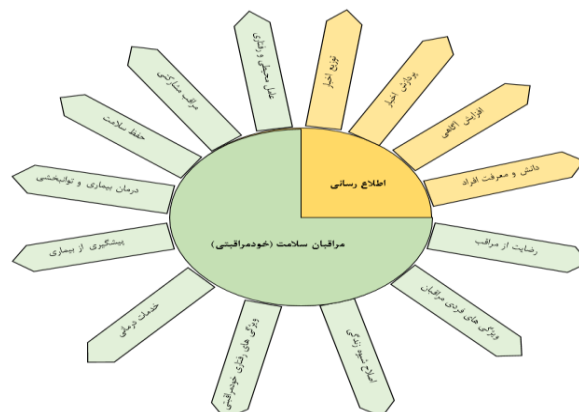 توزیع اخبار
پردازش اخبار
افزایش آگاهی
دانش و معرفت افراد
رضایت از مراقب
ویژگی های فردی مراقبان
اصلاح شیوه زندگی
ویژگی های رفتاری خودمراقبتی
خدمات درمانی
پیشگیری از بیماری
درمان بیماری و توانبخشی
حفظ سلامت
مراقب مشارکتی
عامل محیطی و رفتاری
اطلاع رسانی
مراقبان سلامت (خودمراقبتی)